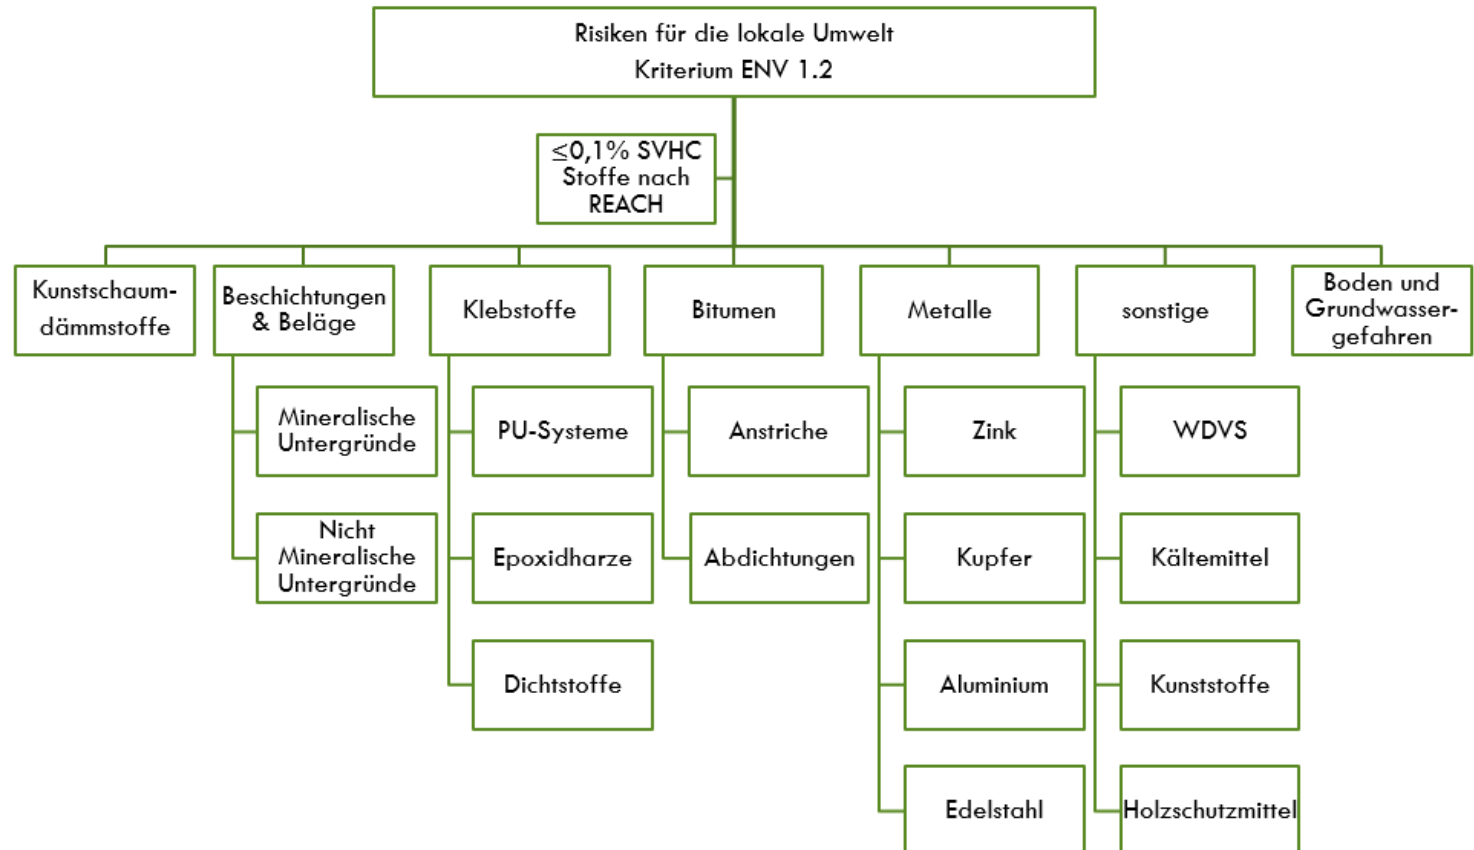 Risiken für die lokale Umwelt
Kriterium ENV 1.2
≤0,1% SVHC
Stoffe nach
REACH
Kunstschaum-
dämmstoffe
Beschichtungen
& Beläge
Klebstoffe
Bitumen
Metalle
sonstige
Boden und
Grundwasser-
gefahren
Mineralische
Untergründe
PU-Systeme
Anstriche
Zink
WDVS
Nicht
Mineralische
Untergründe
Epoxidharze
Abdichtungen
Kupfer
Kältemittel
Dichtstoffe
Aluminium
Kunststoffe
Edelstahl
Holzschutzmittel